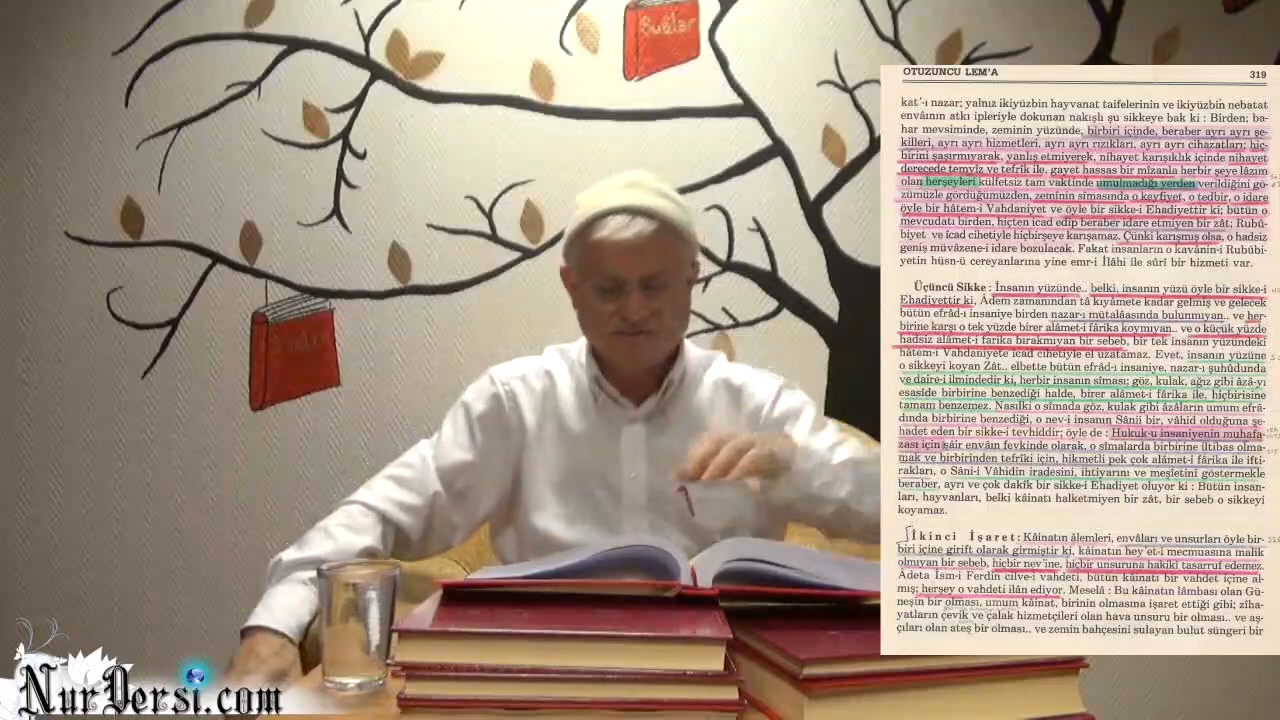 Sualar
OTUZUNCU LEM'A 319
kat'-ı nazar; yalnız ikiyüzbin hayvanat taifelerinin ve ikiyüzbin nebatat
envâının atkı ipleriyle dokunan nakışlı şu sikkeye bak ki : Birden; ba-
har mevsiminde, zeminin yüzünde, birbiri içinde, beraber ayrı ayrı şe-
killeri, ayrı ayrı hizmetleri, ayrı ayrı rızıkları, ayrı ayrı cihazatları; hiç-
birini şaşırmıyarak, yanlış etmiyerek, nihayet karışıklık içinde nihayet
derecede temyiz ve tefrik ile, gayet hassas bir mîzanla herbir şeye lâzım
olan herşeyleri külfetsiz tam vaktinde umulmadığı yerden verildiğini gö-
zümüzle gördüğümüzden, zeminin sîmasında o keyfiyet, o tedbir, o idare
öyle bir hâtem-i Vahdaniyet ve öyle bir sikke-i Ehadiyettir ki; bütün o
mevcudatı birden, hiçten icad edip beraber idare etmiyen bir zât; Rubû-
biyet ve icad cihetiyle hiçbirşeye karışamaz. Çünki karışmış olsa, o hadsiz
geniş müvâzene-i idare bozulacak. Fakat insanların o kavânin-i Rubûbi-
yetin hüsn-ü cereyanlarına yine emr-i İlâhi ile sûrî bir hizmeti var.
Üçüncü Sikke : İnsanın yüzünde.. belki, insanın yüzü öyle bir sikke-i
Ehadiyettir ki, Âdem zamanından tâ kıyâmete kadar gelmiş ve gelecek
bütün efrâd-ı insaniye birden nazar-ı mütalâasında bulunmıyan.. ve her-
birine karşı o tek yüzde birer alâmet-i fârika koymıyan.. ve o küçük yüzde
hadsiz alâmet-i farika bırakmıyan bir sebeb, bir tek insanın yüzündeki
hâtem-i Vahdaniyete icad cihetiyle el uzatamaz. Evet, insanın yüzüne
o sikkeyi koyan Zât.. elbette bütün efrâd-ı insaniye, nazar-ı şuhûdunda
ve daire-i ilmindedir ki, herbir insanın sîması; göz, kulak, ağız gibi âzâ-yı
esasîde birbirine benzediği halde, birer alâmet-i fârika ile, hiçbirisine
tamam benzemez. Nasılki o sîmada göz, kulak gibi âzâların umum efrâ-
dında birbirine benzediği, o nev-i insanın Sânii bir, vâhid olduğuna şe-
hadet eden bir sikke-i tevhiddir; öyle de : Hukuk-u insaniyenin muhafa-
zası için sâir envâın fevkinde olarak, o sîmalarda birbirine iltibas olma-
mak ve birbirinden tefriki için, hikmetli pek çok alâmet-i fârika ile ifti-
rakları, o Sâni-i Vâhidin iradesini, ihtiyarını ve meşîetini göstermekle
beraber, ayrı ve çok dakîk bir sikke-i Ehadiyet oluyor ki : Bütün insan-
ları, hayvanları, belki kâinatı halketmiyen bir zât, bir sebeb o sikkeyi
koyamaz.
İkinci İşaret: Kâinatın âlemleri, envâları ve unsurları öyle bir-
biri içine girift olarak girmiştir ki, kâinatın hey'et-i mecmuasına malik
olmıyan bir sebeb, hiçbir nev'ine, hiçbir unsuruna hakikî tasarruf edemez.
Âdeta İsm-i Ferdin cilve-i vahdeti, bütün kâinatı bir vahdet içine al-
mış; herşey o vahdeti ilân ediyor. Meselâ : Bu kâinatın lâmbası olan Gü-
neşin bir olması, umum kâinat, birinin olmasına işaret ettiği gibi; zîha-
yatların çevik ve çalak hizmetçileri olan hava unsuru bir olması.. ve aş-
çıları olan ateş bir olması.. ve zemin bahçesini sulayan bulut süngeri bir
NurDersi.com